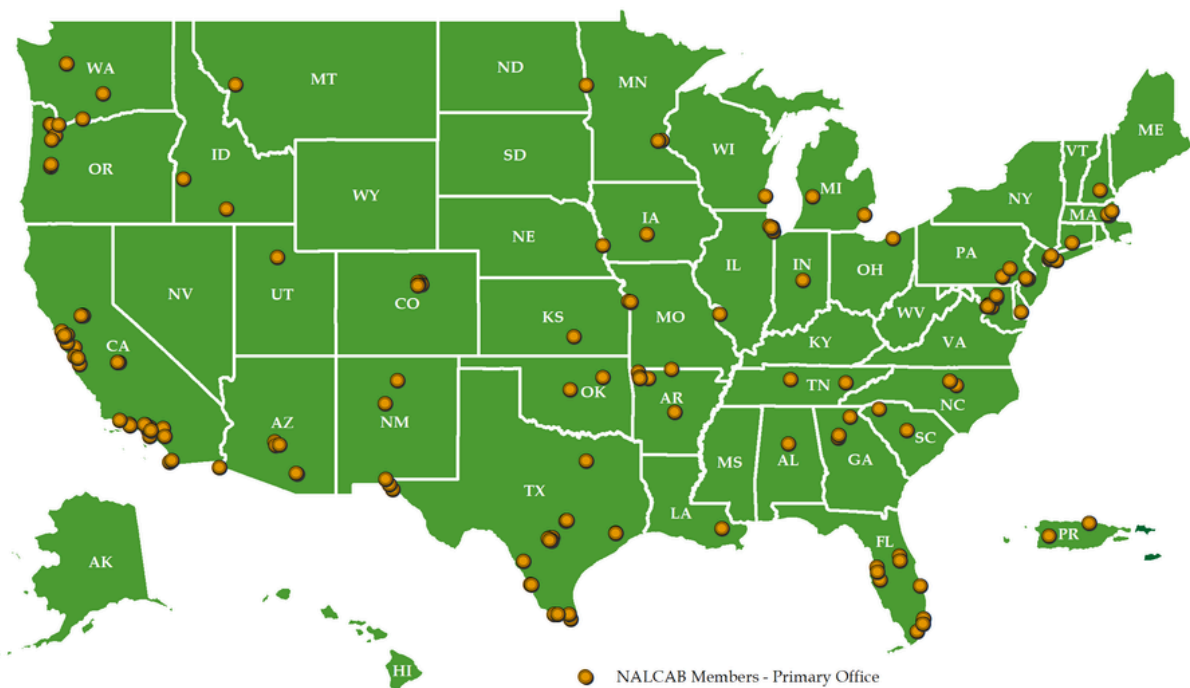 WA
MT
ND
MN
ME
OR
ID
SD
WI
MI
VT
NY
MA
WY
IA
NE
PA
NV
UT
CO
IL
IN
OH
CA
KS
MO
WV
KY
VA
AZ
NM
OK
AR
TN
NC
SC
TX
MS
AL
GA
LA
AK
FL
PR
HI
NALCAB Members - Primary Office